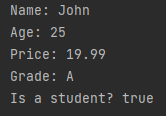 Name: John
Age: 25
Price: 19.99
Grade: A
Is a student? true